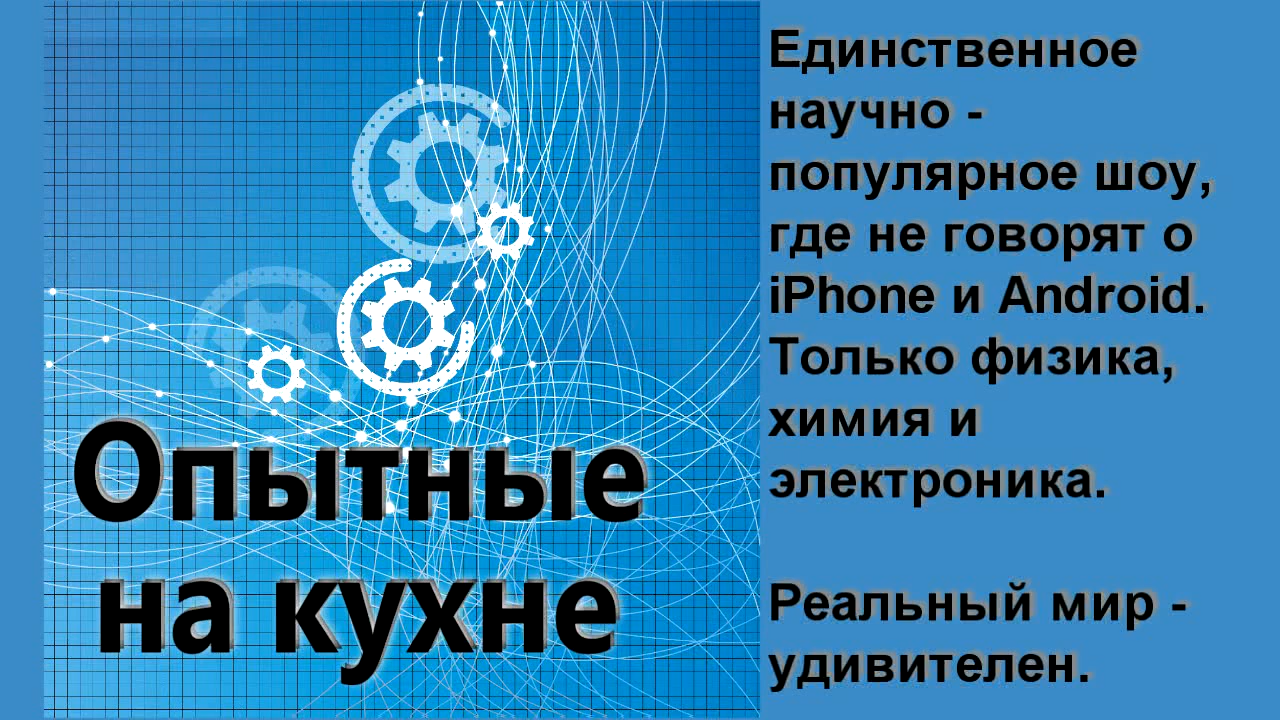 Опытные
на кухне
Единственное
научно -
популярное шоу,
где не говорят о
iPhone и Android.
Только физика,
химия и
электроника.
Реальный мир -
удивителен.